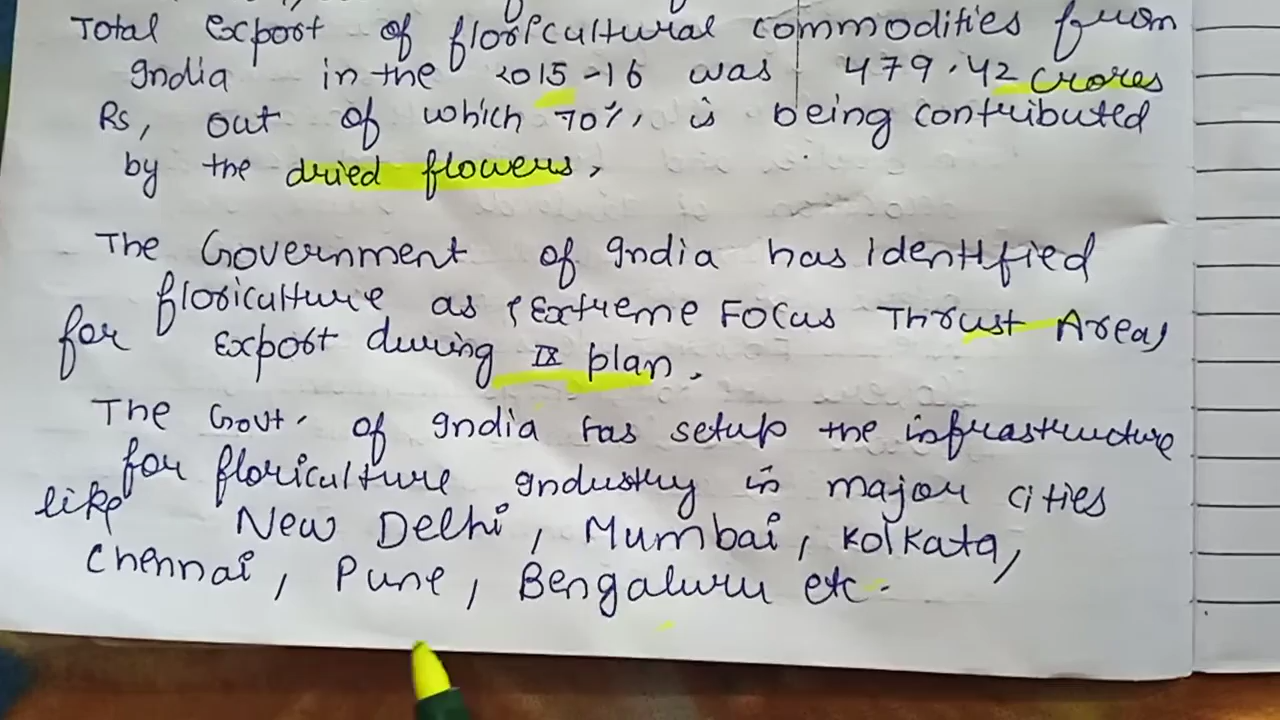 Total Export of floricultural commodities from
India in the 2015-16 was 479.42 crores
Rs, out of which 70%, is being contributed
by the dried flowers,
The Government of India has identified
floriculture as Extreme Focus Thrust Areas
for Export during IX plan.
The Govt. of India has setup the infrastructure
for floriculture Industry in major cities
like New Delhi, Mumbai, Kolkata,
Chennai, Pune, Bengaluru etc.